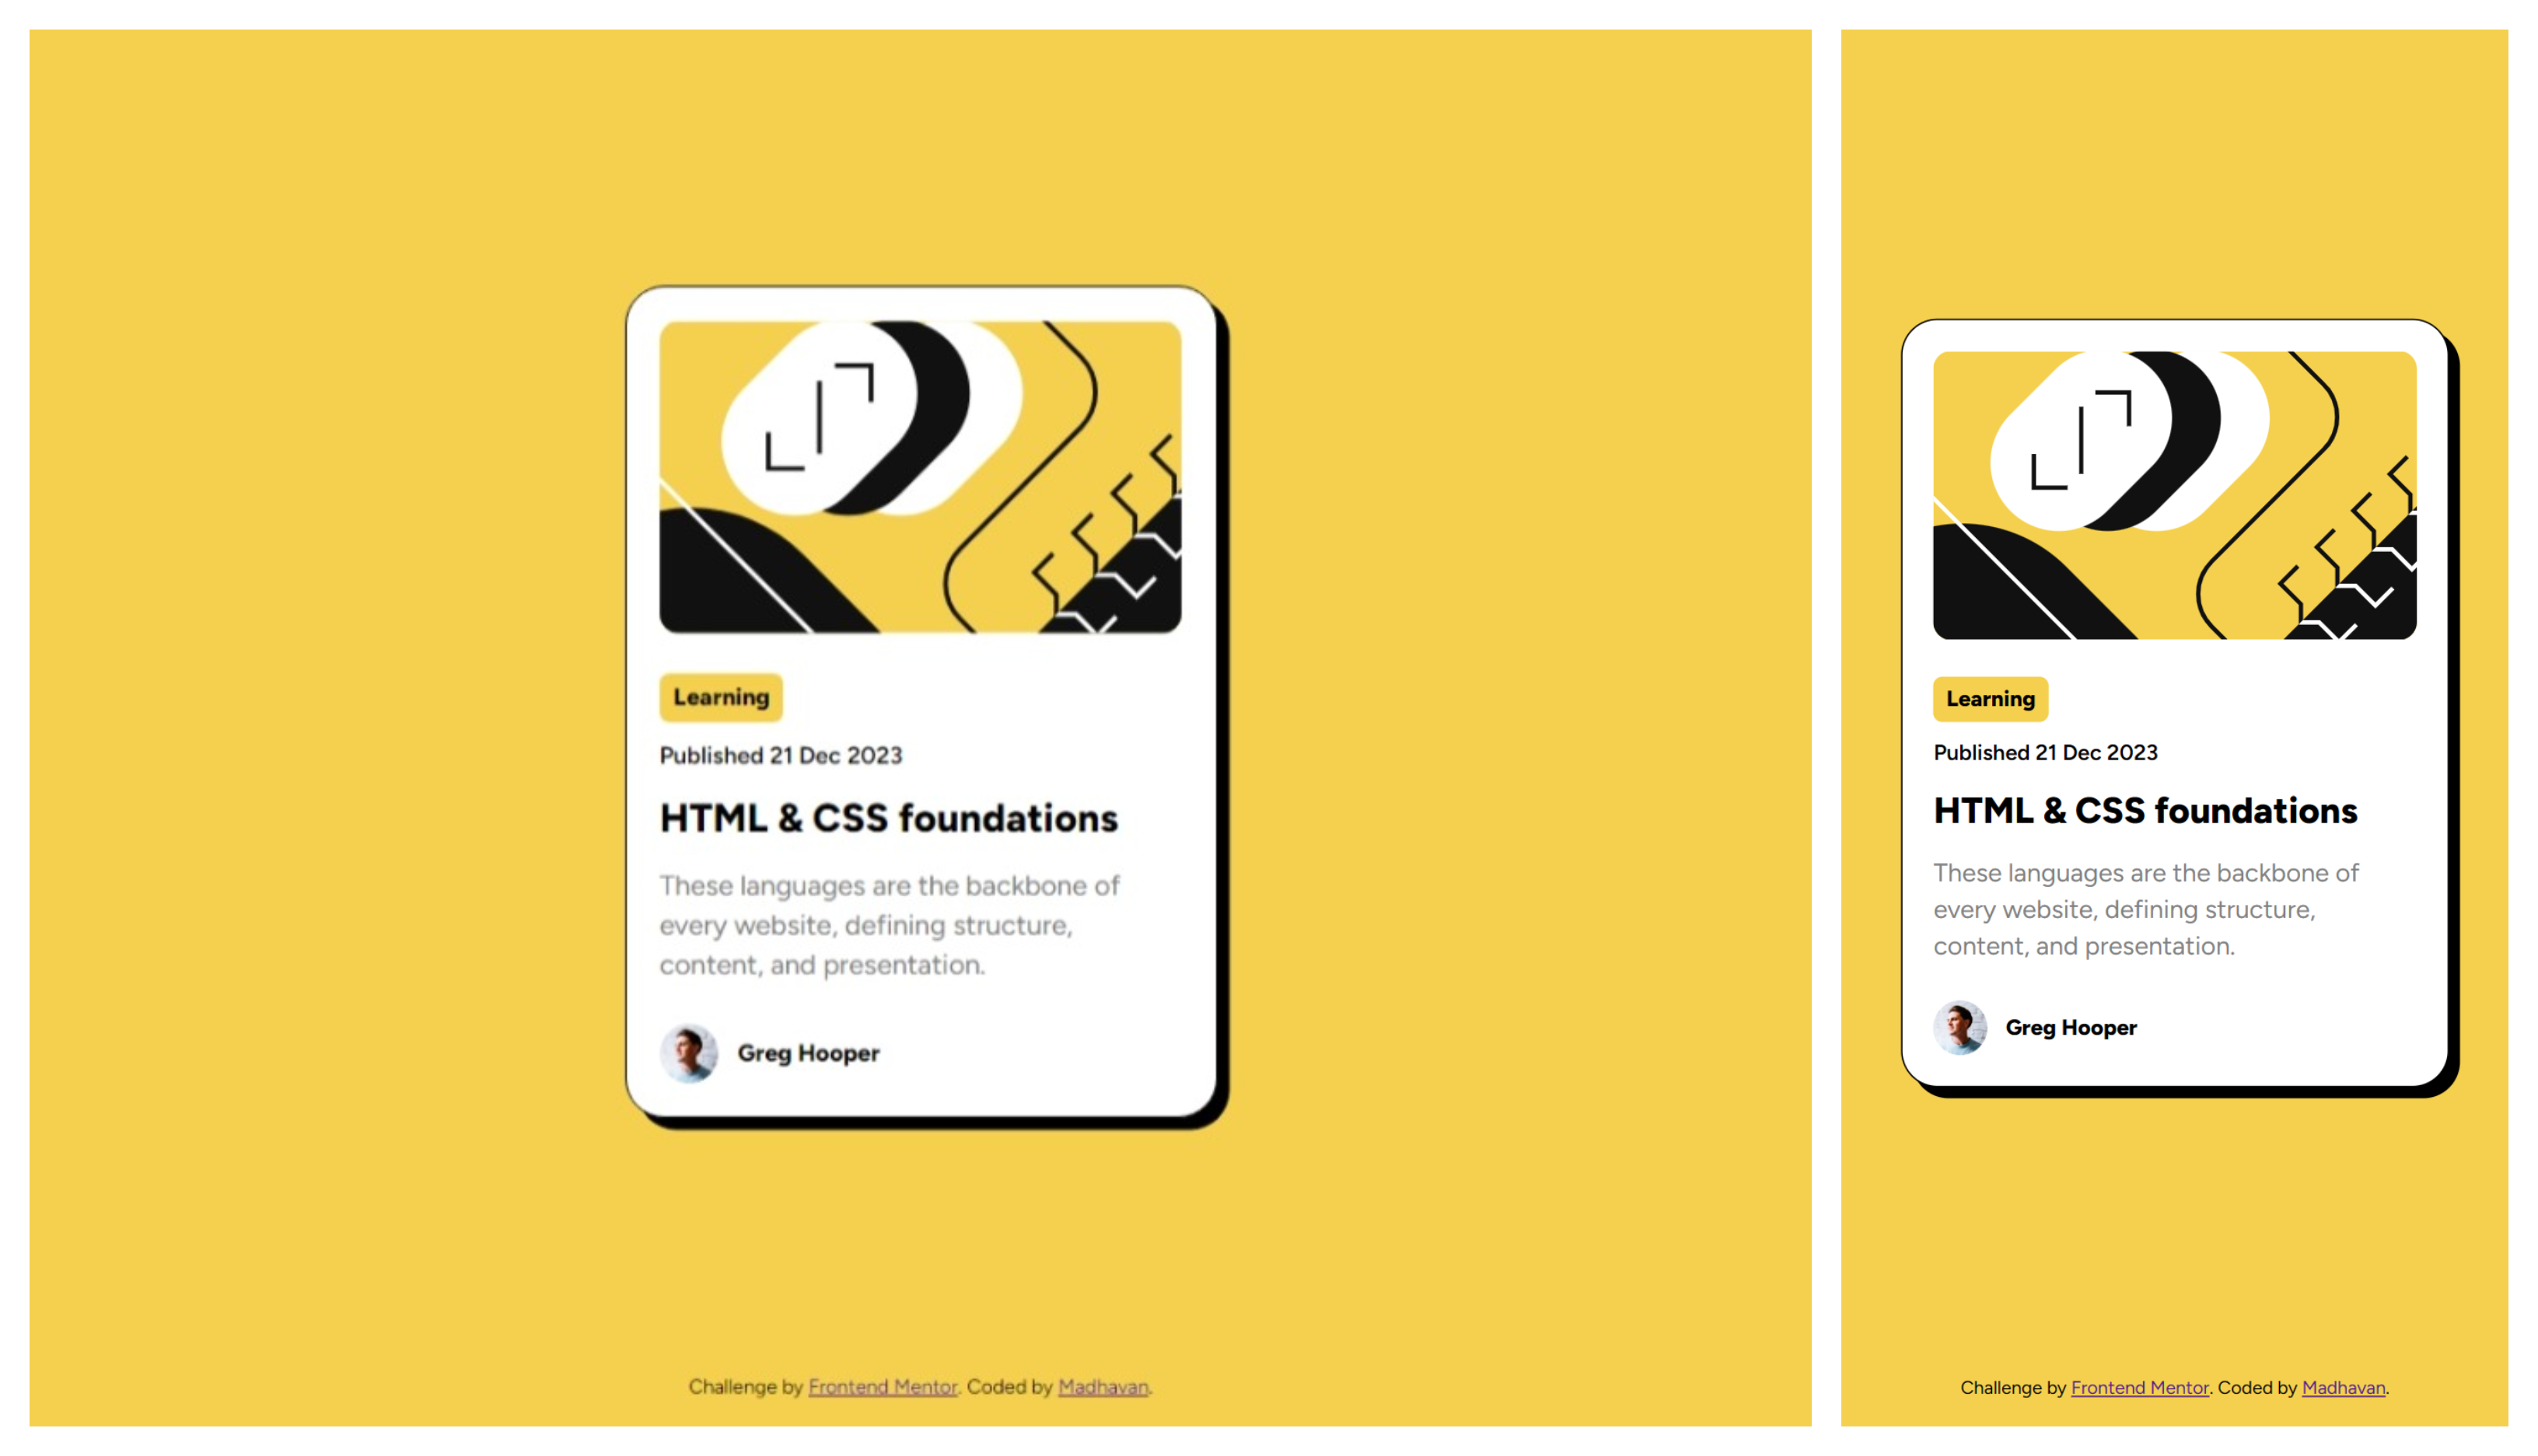 Learning
Published 21 Dec 2023
HTML & CSS foundations
These languages are the backbone of
every website, defining structure,
content, and presentation.
Greg Hooper
Challenge by Frontend Mentor. Coded by Madhavan.
Learning
Published 21 Dec 2023
HTML & CSS foundations
These languages are the backbone of
every website, defining structure,
content, and presentation.
Greg Hooper
Challenge by Frontend Mentor. Coded by Madhavan.